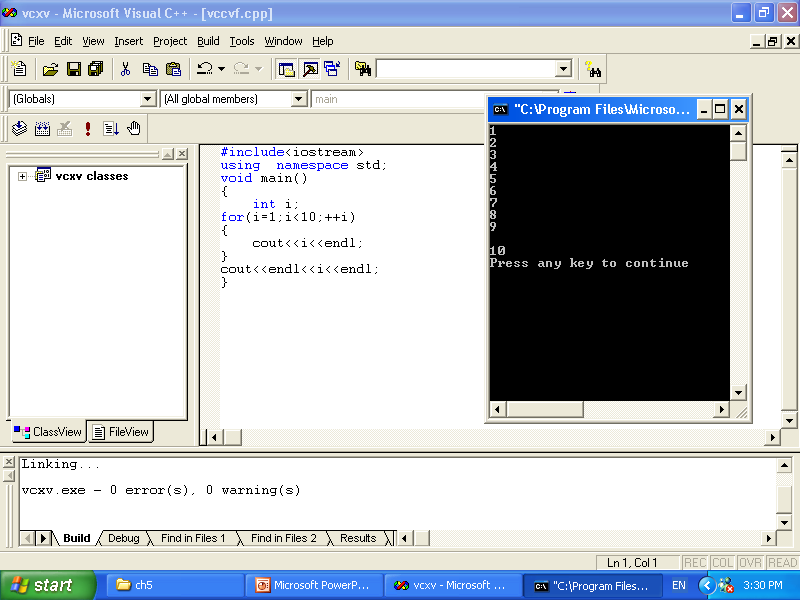 vcxv - Microsoft Visual C++ - [vccvf.cpp]
File Edit View Insert Project Build Tools Window Help
(Globals) (All global members) main
"C:\Program Files\Microso...
vcxv classes
#include<iostream>
using  namespace std;
void main()
{
    int i;
for(i=1;i<10;++i)
{
    cout<<i<<endl;
}
cout<<endl<<i<<endl;
}
1
2
3
4
5
6
7
8
9
10
Press any key to continue
ClassView FileView
Linking...
vcxv.exe - 0 error(s), 0 warning(s)
Build Debug Find in Files 1 Find in Files 2 Results
Ln 1, Col 1 REC COL OVR READ
start ch5 Microsoft PowerP... vcxv - Microsoft ... "C:\Program Files... EN 3:30 PM